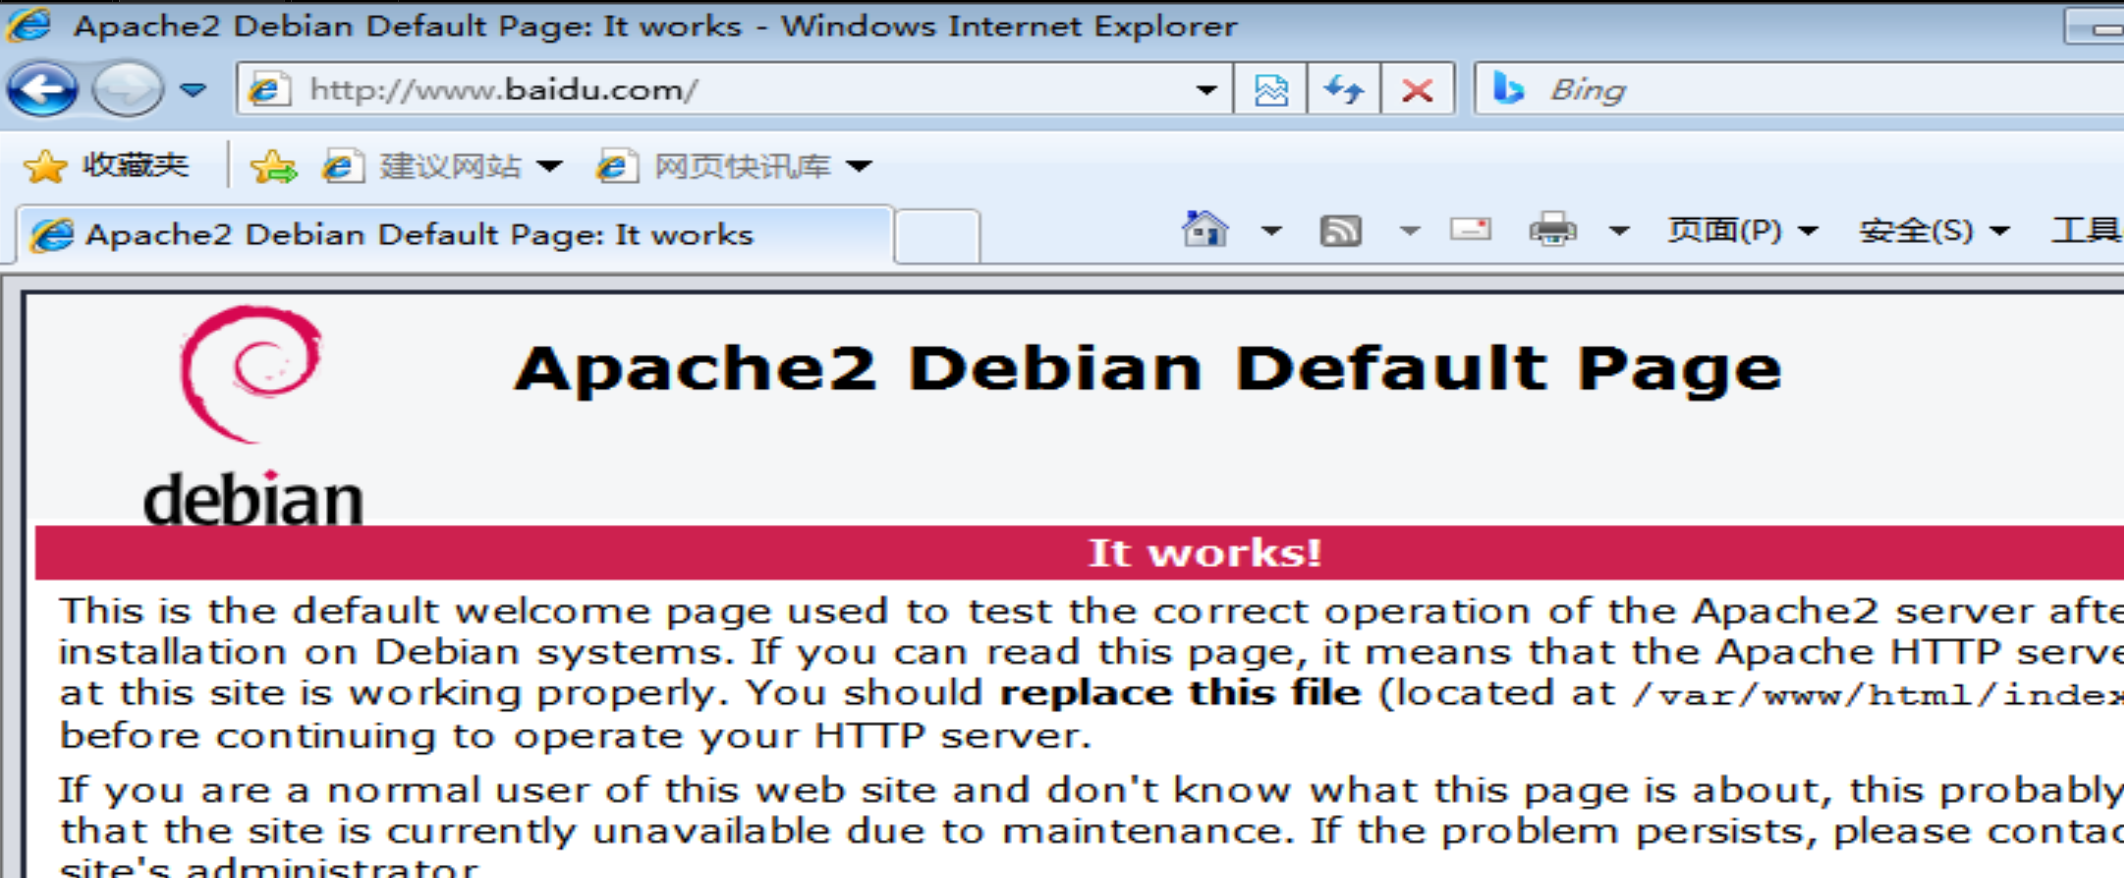 Apache2 Debian Default Page: It works - Windows Internet Explorer
http://www.baidu.com/
Bing
收藏夹 建议网站 网页快讯库
Apache2 Debian Default Page: It works
页面(P) 安全(S) 工具
debian
Apache2 Debian Default Page
It works!
This is the default welcome page used to test the correct operation of the Apache2 server afte
installation on Debian systems. If you can read this page, it means that the Apache HTTP serve
at this site is working properly. You should replace this file (located at /var/www/html/index
before continuing to operate your HTTP server.
If you are a normal user of this web site and don't know what this page is about, this probably
that the site is currently unavailable due to maintenance. If the problem persists, please contac
site's administrator